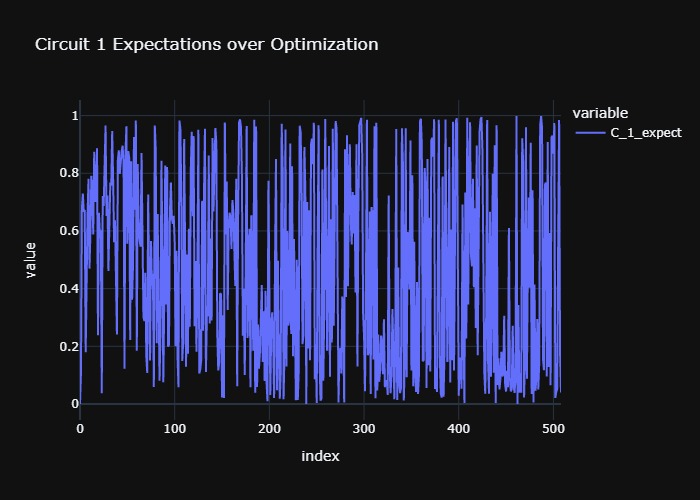 Circuit 1 Expectations over Optimization
variable
C_1_expect
value
1
0.8
0.6
0.4
0.2
0
0 100 200 300 400 500
index